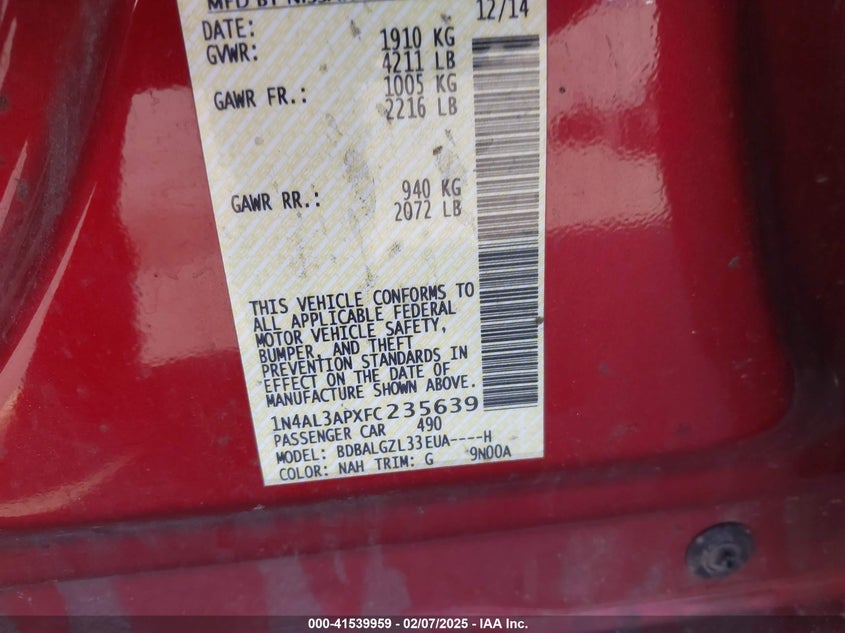 MFD BY NISSAN
DATE: 12/14
GVWR: 1910 KG
4211 LB
GAWR FR.: 1005 KG
2216 LB
GAWR RR.: 940 KG
2072 LB
THIS VEHICLE CONFORMS TO
ALL APPLICABLE FEDERAL
MOTOR VEHICLE SAFETY,
BUMPER, AND THEFT
PREVENTION STANDARDS IN
EFFECT ON THE DATE OF
MANUFACTURE SHOWN ABOVE.
1N4AL3APXFC235639
PASSENGER CAR 490
MODEL: BDBALGZL33EUA----H
COLOR: NAH TRIM: G 9N00A
000-41539959 - 02/07/2025 - IAA Inc.